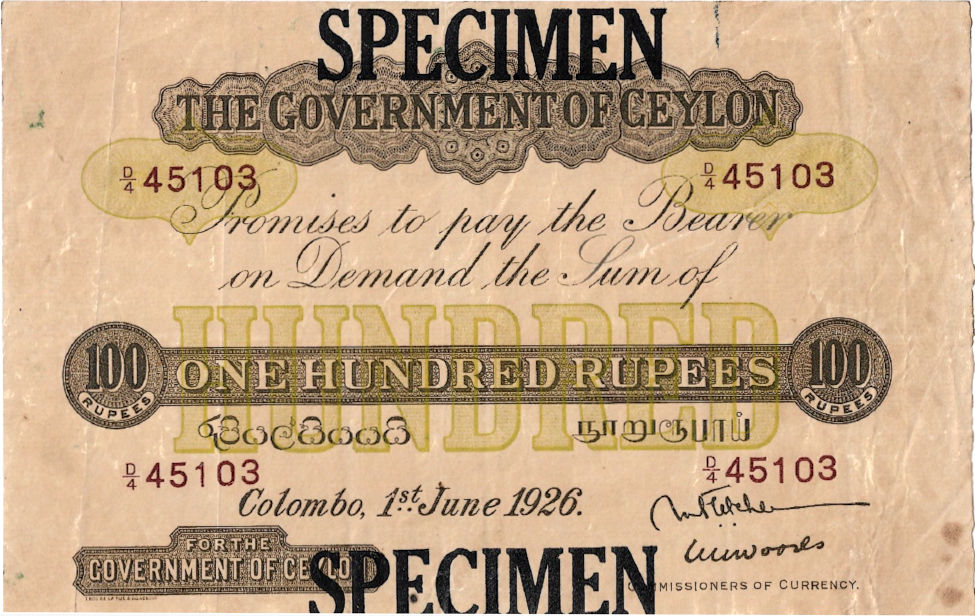 SPECIMEN
THE GOVERNMENT OF CEYLON
D/4 45103 D/4 45103
Promises to pay the Bearer
on Demand the Sum of
HUNDRED
100 RUPEES ONE HUNDRED RUPEES 100 RUPEES
රුපියල්සියයයි நூறுரூபாய்
D/4 45103 D/4 45103
Colombo, 1st. June 1926.
FOR THE
GOVERNMENT OF CEYLON
SPECIMEN
COMMISSIONERS OF CURRENCY.